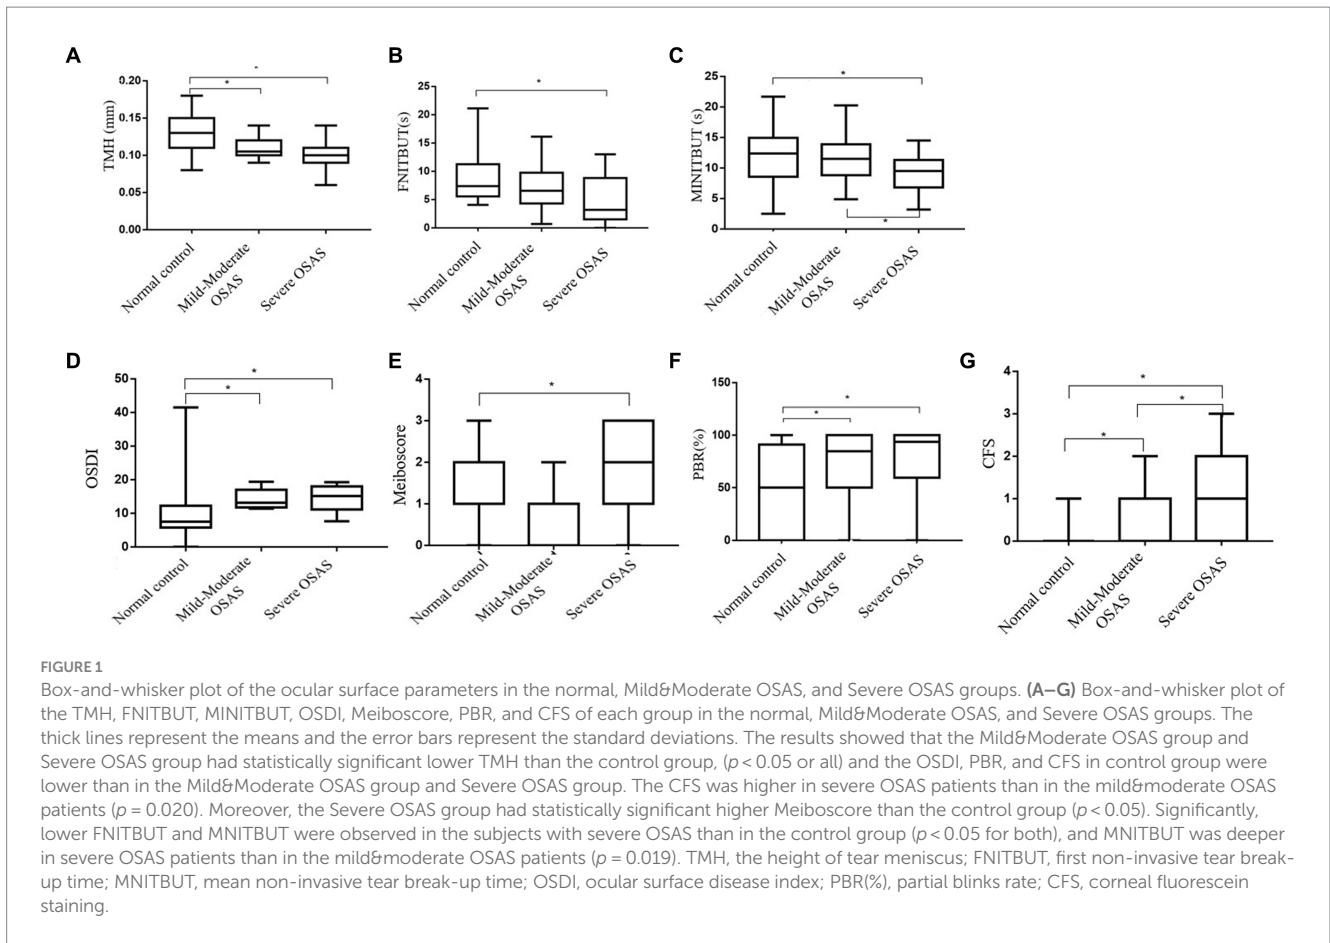 A
TMH (mm)
0.20
0.15
0.10
0.05
0.00
*
Normal control
Mild-Moderate
OSAS
Severe OSAS
B
FNITBUT(s)
25
20
15
10
5
0
*
Normal control
Mild-Moderate
OSAS
Severe OSAS
C
MINITBUT (s)
25
20
15
10
5
0
*
*
Normal control
Mild-Moderate
OSAS
Severe OSAS
D
OSDI
50
40
30
20
10
0
*
*
Normal control
Mild-Moderate
OSAS
Severe OSAS
E
Meiboscore
4
3
2
1
0
*
Normal control
Mild-Moderate
OSAS
Severe OSAS
F
PBR(%)
150
100
50
0
*
*
Normal control
Mild-Moderate
OSAS
Severe OSAS
G
CFS
4
3
2
1
0
*
*
*
Normal control
Mild-Moderate
OSAS
Severe OSAS
FIGURE 1
Box-and-whisker plot of the ocular surface parameters in the normal, Mild&Moderate OSAS, and Severe OSAS groups. (A–G) Box-and-whisker plot of
the TMH, FNITBUT, MINITBUT, OSDI, Meiboscore, PBR, and CFS of each group in the normal, Mild&Moderate OSAS, and Severe OSAS groups. The
thick lines represent the means and the error bars represent the standard deviations. The results showed that the Mild&Moderate OSAS group and
Severe OSAS group had statistically significant lower TMH than the control group, (p < 0.05 or all) and the OSDI, PBR, and CFS in control group were
lower than in the Mild&Moderate OSAS group and Severe OSAS group. The CFS was higher in severe OSAS patients than in the mild&moderate OSAS
patients (p = 0.020). Moreover, the Severe OSAS group had statistically significant higher Meiboscore than the control group (p < 0.05). Significantly,
lower FNITBUT and MNITBUT were observed in the subjects with severe OSAS than in the control group (p < 0.05 for both), and MNITBUT was deeper
in severe OSAS patients than in the mild&moderate OSAS patients (p = 0.019). TMH, the height of tear meniscus; FNITBUT, first non-invasive tear break-
up time; MNITBUT, mean non-invasive tear break-up time; OSDI, ocular surface disease index; PBR(%), partial blinks rate; CFS, corneal fluorescein
staining.